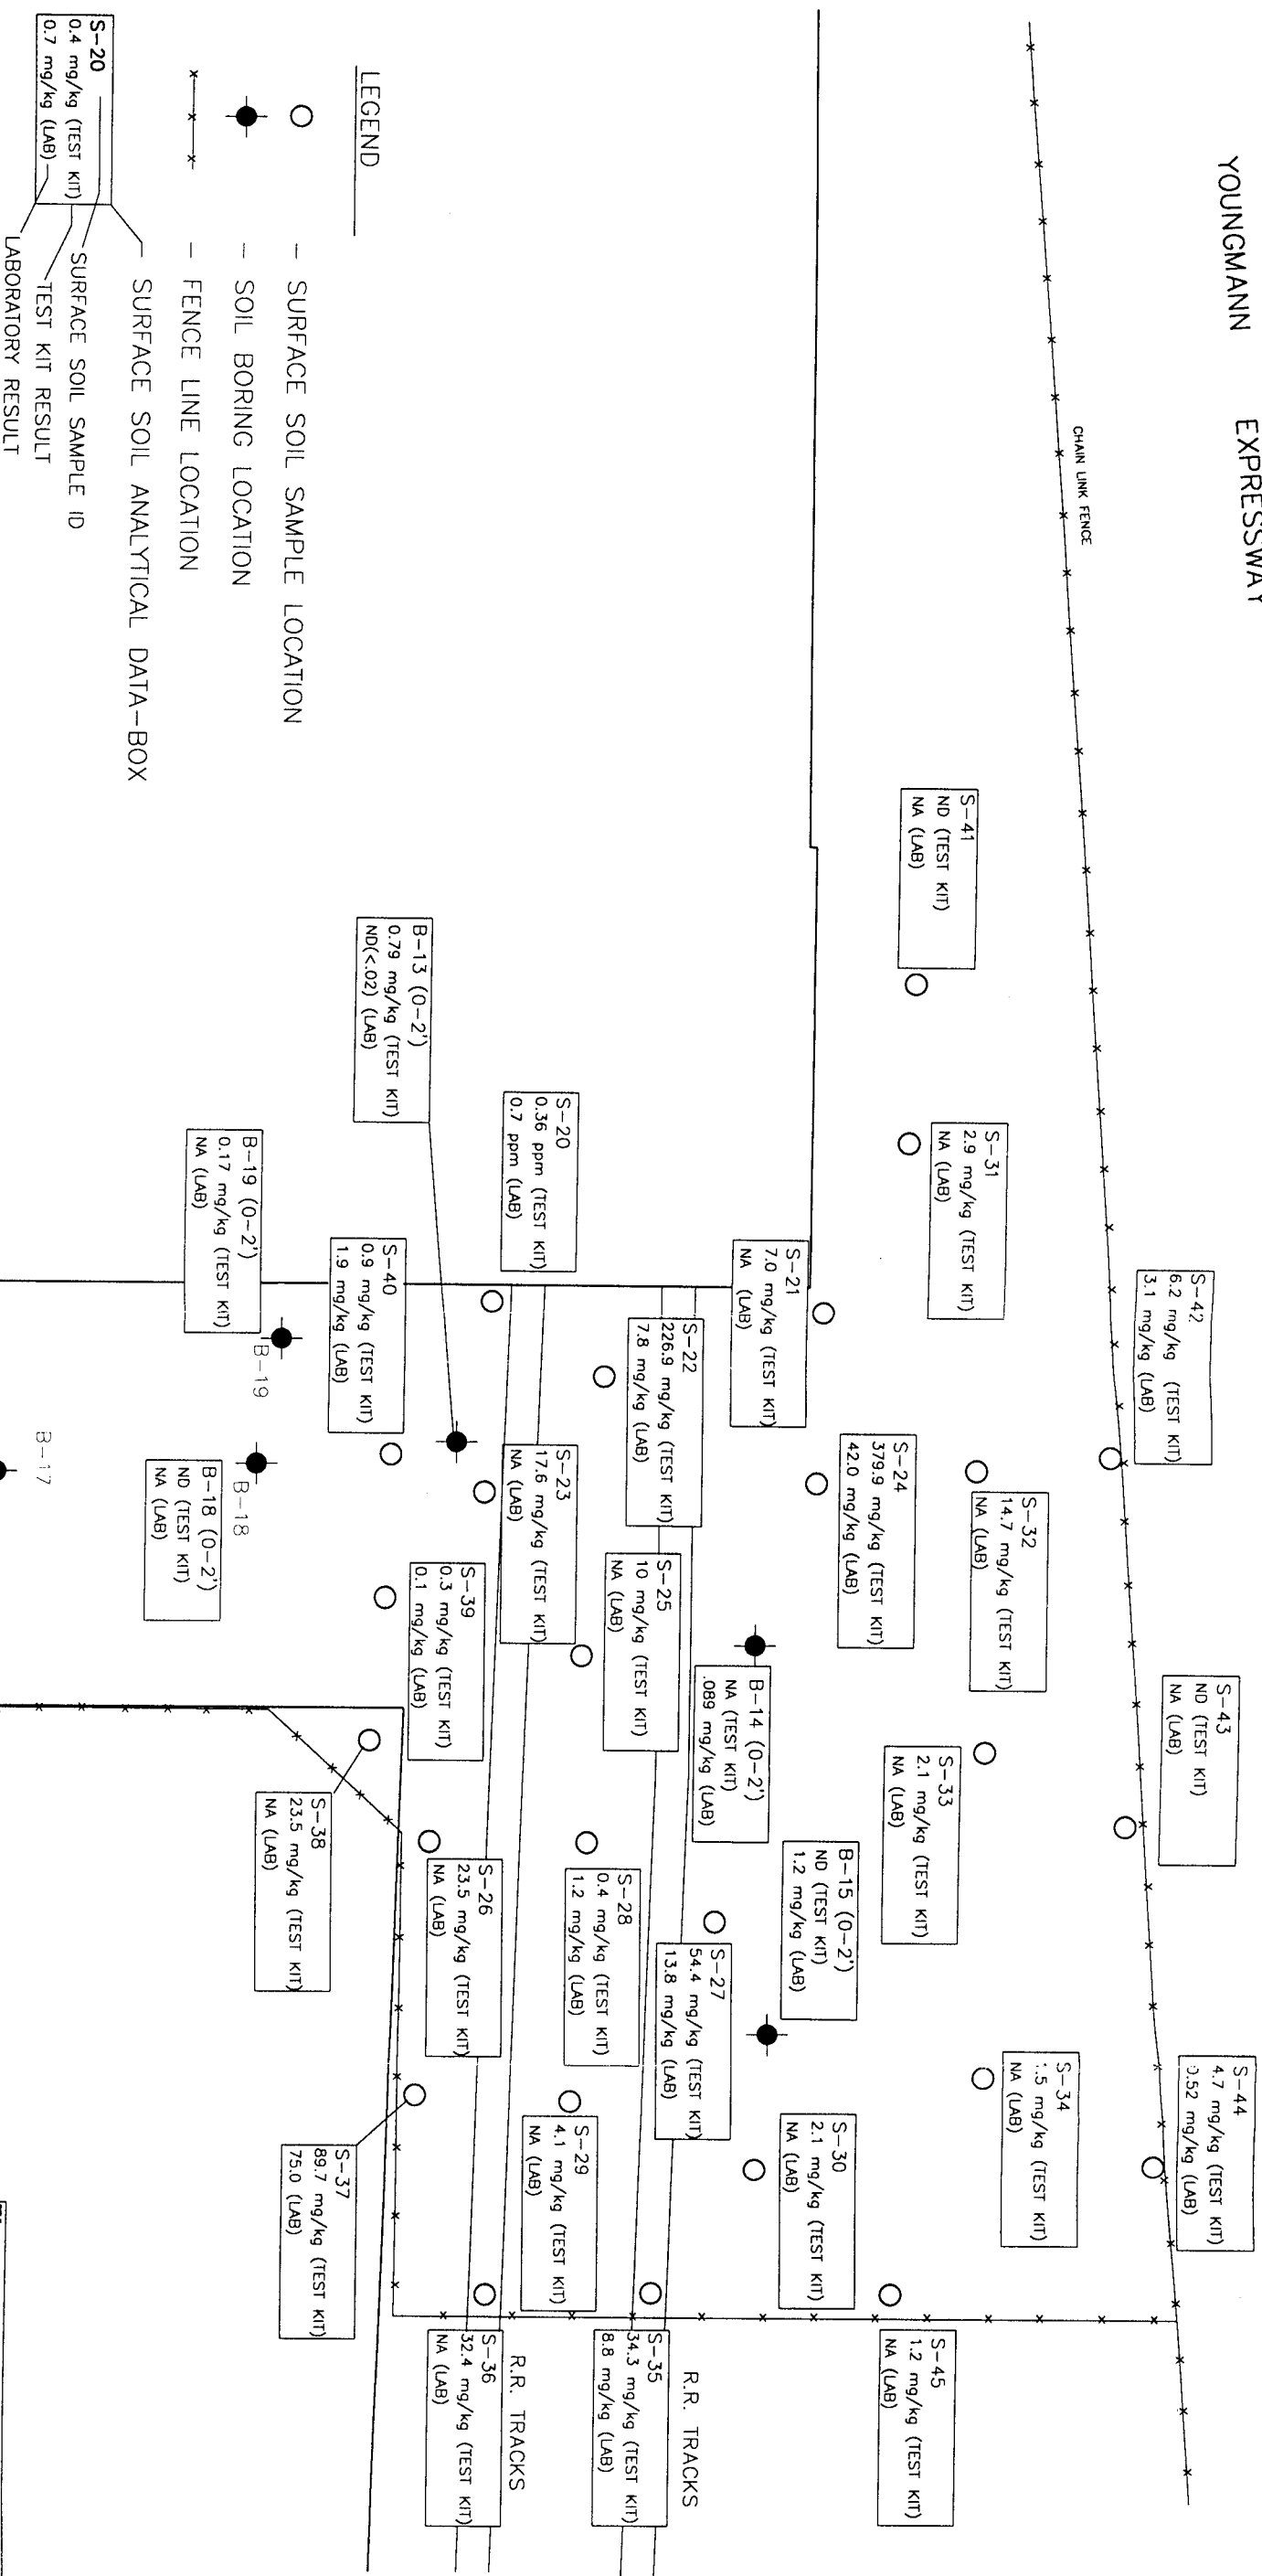 YOUNGMANN EXPRESSWAY
CHAIN LINK FENCE
S-42
6.2 mg/kg (TEST KIT)
3.1 mg/kg (LAB)
S-43
ND (TEST KIT)
NA (LAB)
S-44
4.7 mg/kg (TEST KIT)
0.52 mg/kg (LAB)
S-41
ND (TEST KIT)
NA (LAB)
S-31
2.9 mg/kg (TEST KIT)
NA (LAB)
S-32
14.7 mg/kg (TEST KIT)
NA (LAB)
S-33
2.1 mg/kg (TEST KIT)
NA (LAB)
S-34
1.5 mg/kg (TEST KIT)
NA (LAB)
S-45
1.2 mg/kg (TEST KIT)
NA (LAB)
S-24
379.9 mg/kg (TEST KIT)
42.0 mg/kg (LAB)
B-15 (0-2')
ND (TEST KIT)
1.2 mg/kg (LAB)
S-30
2.1 mg/kg (TEST KIT)
NA (LAB)
S-21
7.0 mg/kg (TEST KIT)
NA (LAB)
B-14 (0-2')
NA (TEST KIT)
.089 mg/kg (LAB)
S-27
54.4 mg/kg (TEST KIT)
13.8 mg/kg (LAB)
R.R. TRACKS
S-22
226.9 mg/kg (TEST KIT)
7.8 mg/kg (LAB)
S-25
10 mg/kg (TEST KIT)
NA (LAB)
S-35
34.3 mg/kg (TEST KIT)
8.8 mg/kg (LAB)
S-28
0.4 mg/kg (TEST KIT)
1.2 mg/kg (LAB)
S-29
4.1 mg/kg (TEST KIT)
NA (LAB)
S-20
0.36 ppm (TEST KIT)
0.7 ppm (LAB)
S-23
17.6 mg/kg (TEST KIT)
NA (LAB)
R.R. TRACKS
S-26
23.5 mg/kg (TEST KIT)
NA (LAB)
S-36
32.4 mg/kg (TEST KIT)
NA (LAB)
S-39
0.3 mg/kg (TEST KIT)
0.1 mg/kg (LAB)
B-13 (0-2')
0.79 mg/kg (TEST KIT)
ND(<.02) (LAB)
S-40
0.9 mg/kg (TEST KIT)
1.9 mg/kg (LAB)
S-38
23.5 mg/kg (TEST KIT)
NA (LAB)
S-37
89.7 mg/kg (TEST KIT)
75.0 (LAB)
B-19 (0-2')
0.17 mg/kg (TEST KIT)
NA (LAB)
B-19
B-18
B-18 (0-2')
ND (TEST KIT)
NA (LAB)
B-17
LEGEND
- SURFACE SOIL SAMPLE LOCATION
- SOIL BORING LOCATION
- FENCE LINE LOCATION
- SURFACE SOIL ANALYTICAL DATA-BOX
S-20
0.4 mg/kg (TEST KIT)
0.7 mg/kg (LAB)
SURFACE SOIL SAMPLE ID
TEST KIT RESULT
LABORATORY RESULT